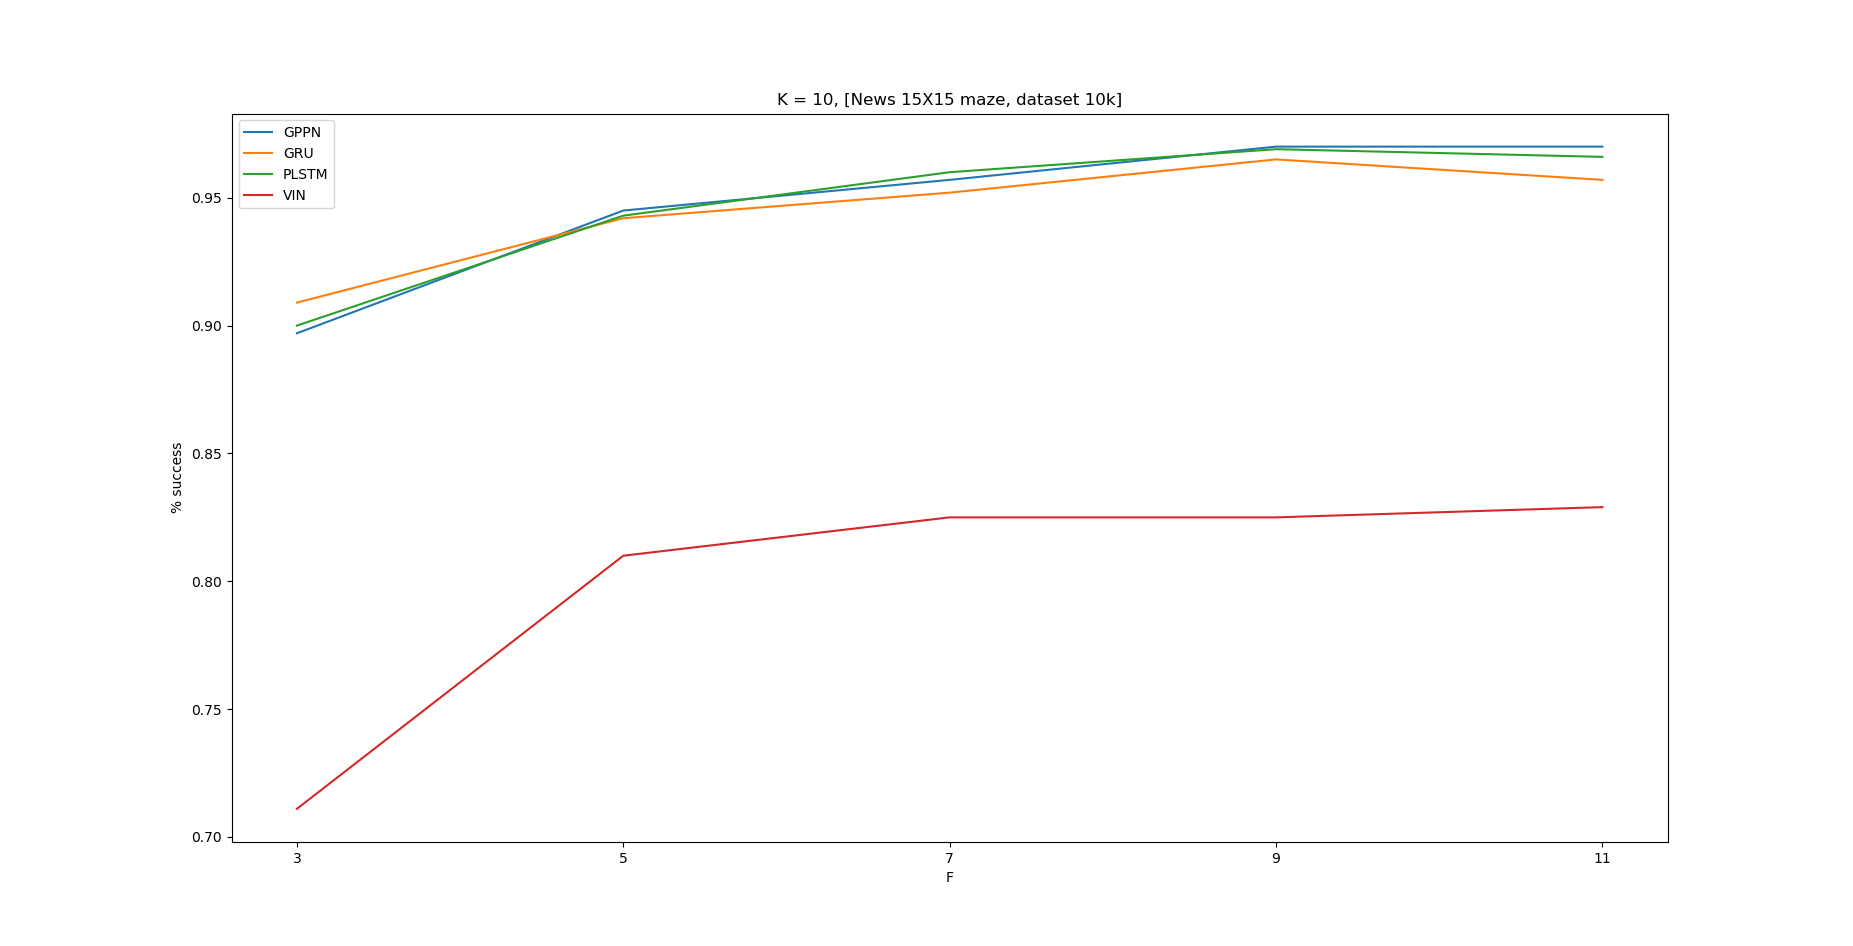 K = 10, [News 15X15 maze, dataset 10k]
GPPN
GRU
PLSTM
VIN
0.95
0.90
0.85
0.80
0.75
0.70
% success
3 5 7 9 11
F